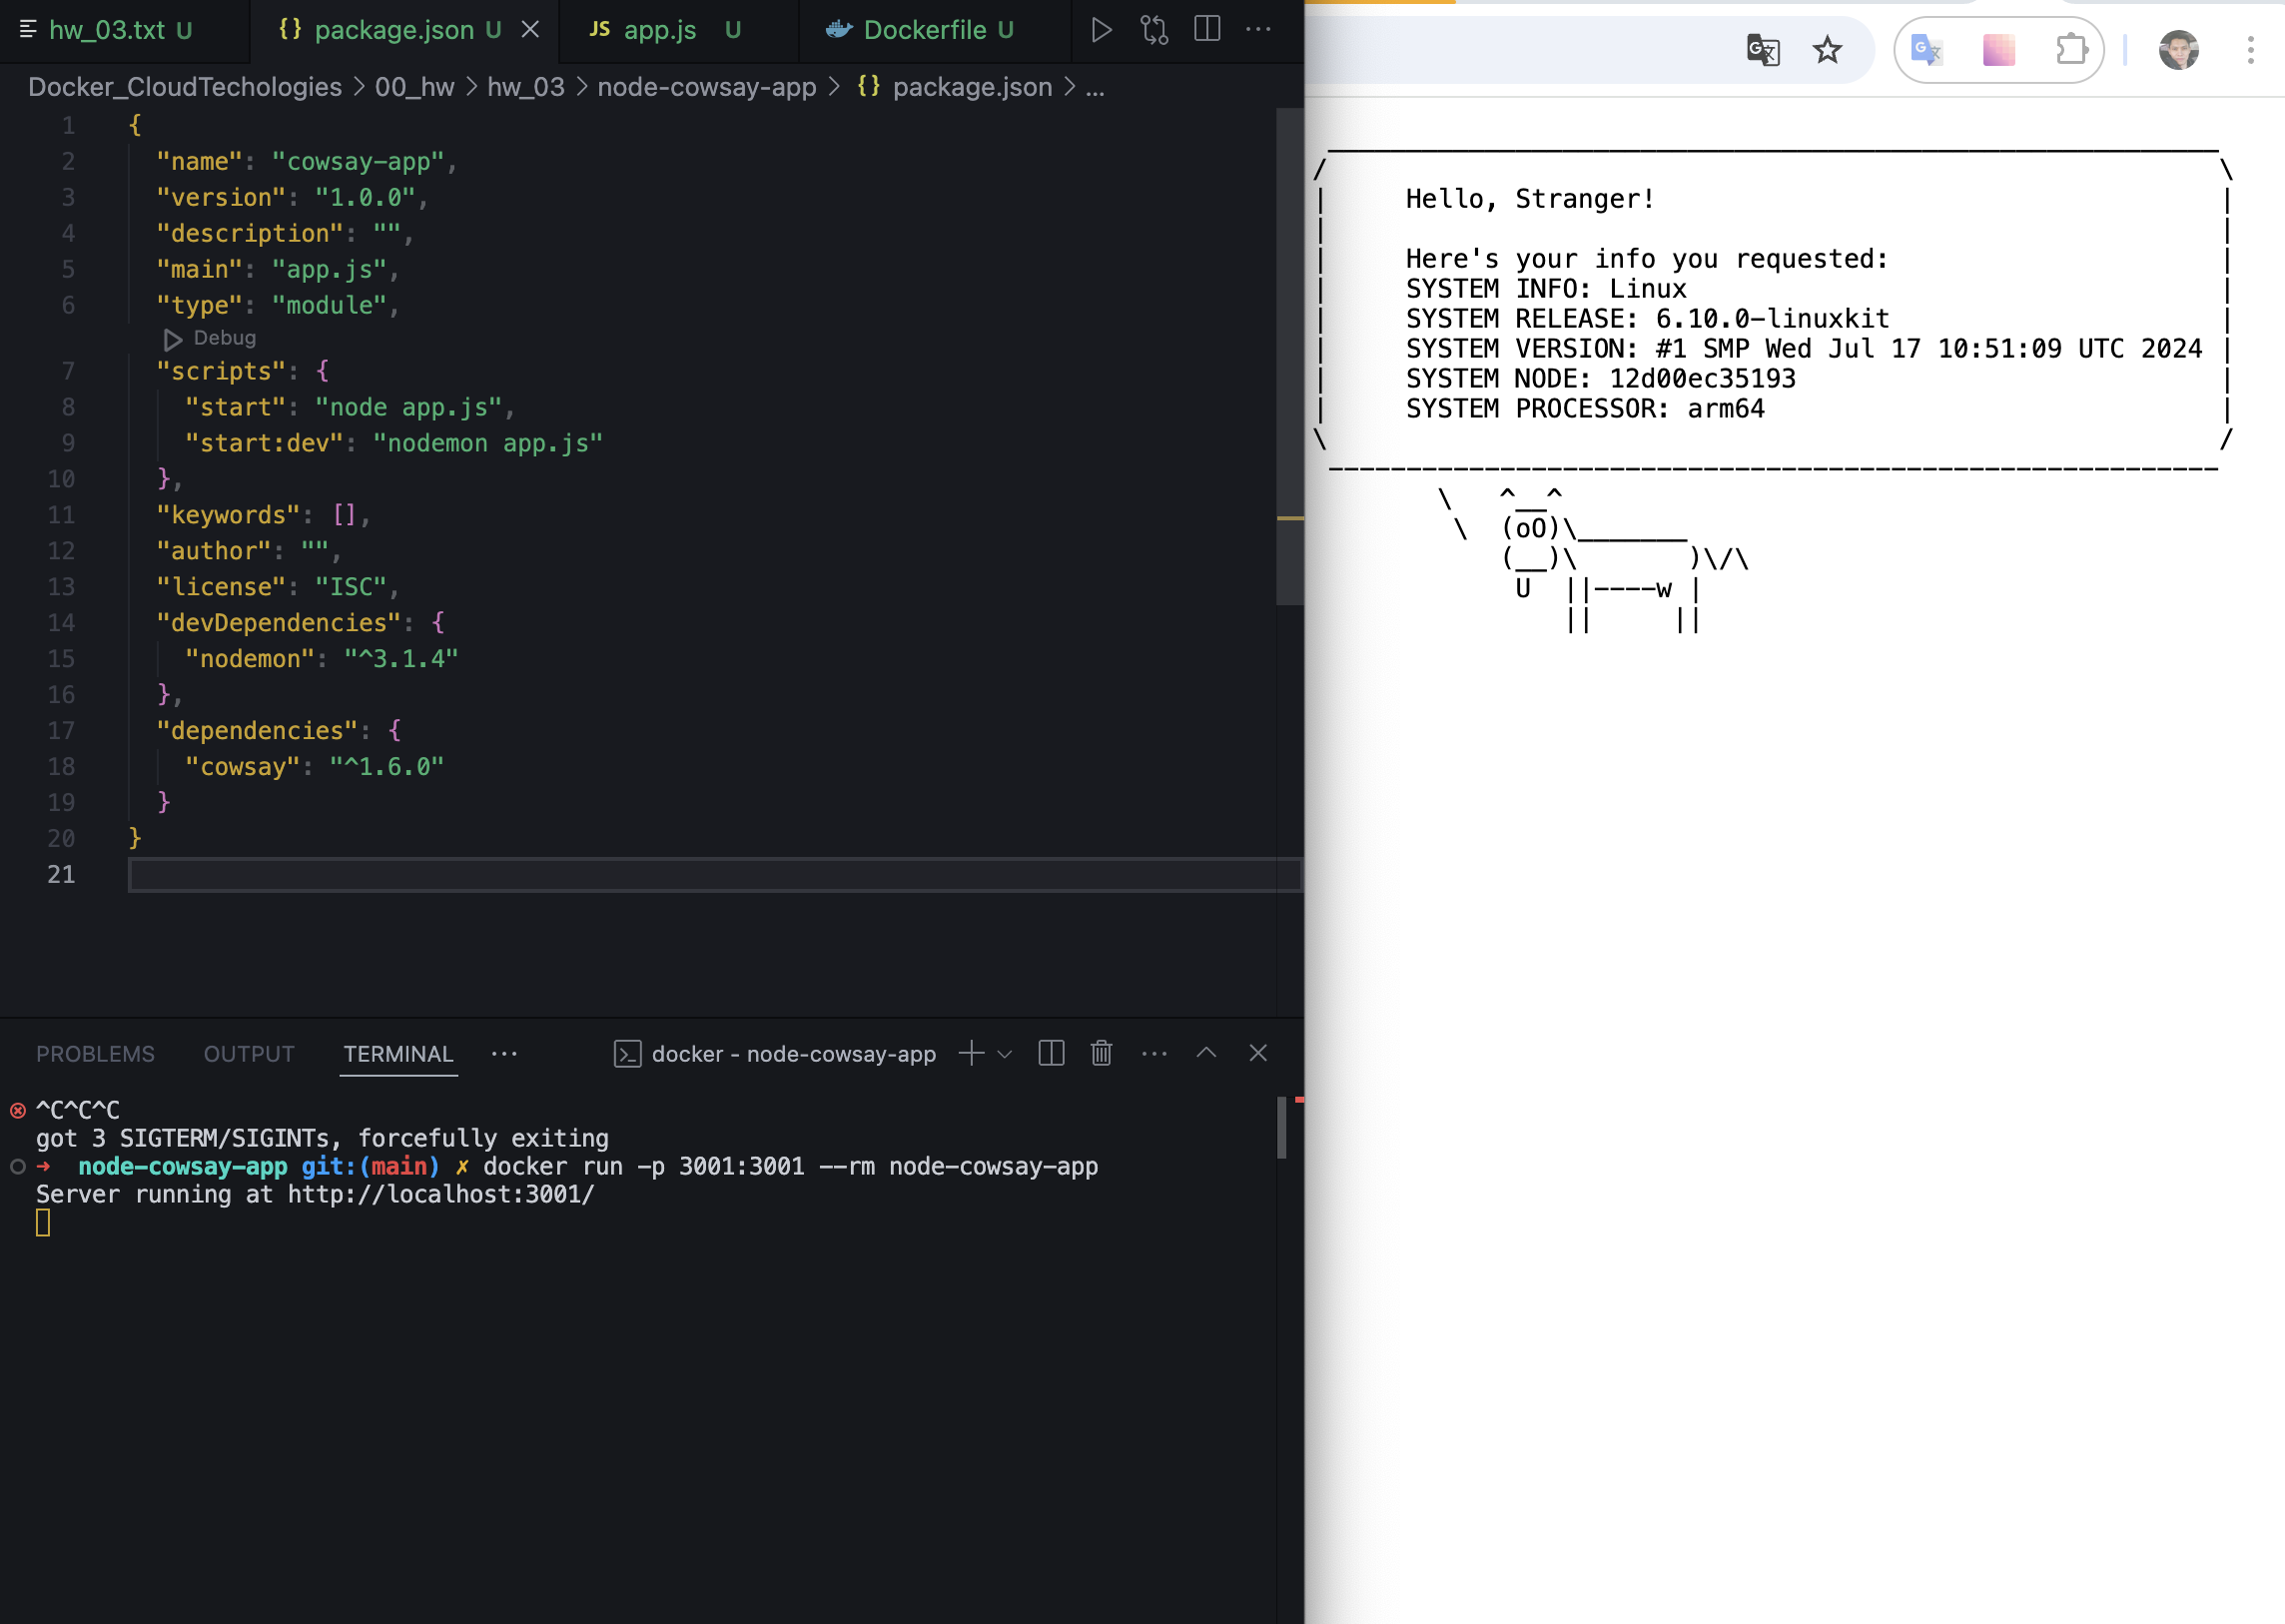 hw_03.txt U
{} package.json U
JS app.js U
Dockerfile U
Docker_CloudTechologies > 00_hw > hw_03 > node-cowsay-app > {} package.json > ...
1 {
2 "name": "cowsay-app",
3 "version": "1.0.0",
4 "description": "",
5 "main": "app.js",
6 "type": "module",
Debug
7 "scripts": {
8 "start": "node app.js",
9 "start:dev": "nodemon app.js"
10 },
11 "keywords": [],
12 "author": "",
13 "license": "ISC",
14 "devDependencies": {
15 "nodemon": "^3.1.4"
16 },
17 "dependencies": {
18 "cowsay": "^1.6.0"
19 }
20 }
21
PROBLEMS OUTPUT TERMINAL ... docker - node-cowsay-app
^C^C^C
got 3 SIGTERM/SIGINTs, forcefully exiting
➜ node-cowsay-app git:(main) ✗ docker run -p 3001:3001 --rm node-cowsay-app
Server running at http://localhost:3001/
Hello, Stranger!
Here's your info you requested:
SYSTEM INFO: Linux
SYSTEM RELEASE: 6.10.0-linuxkit
SYSTEM VERSION: #1 SMP Wed Jul 17 10:51:09 UTC 2024
SYSTEM NODE: 12d00ec35193
SYSTEM PROCESSOR: arm64
\   ^__^
 \  (oO)\_______
    (__)\       )\/\
     U  ||----w |
        ||     ||